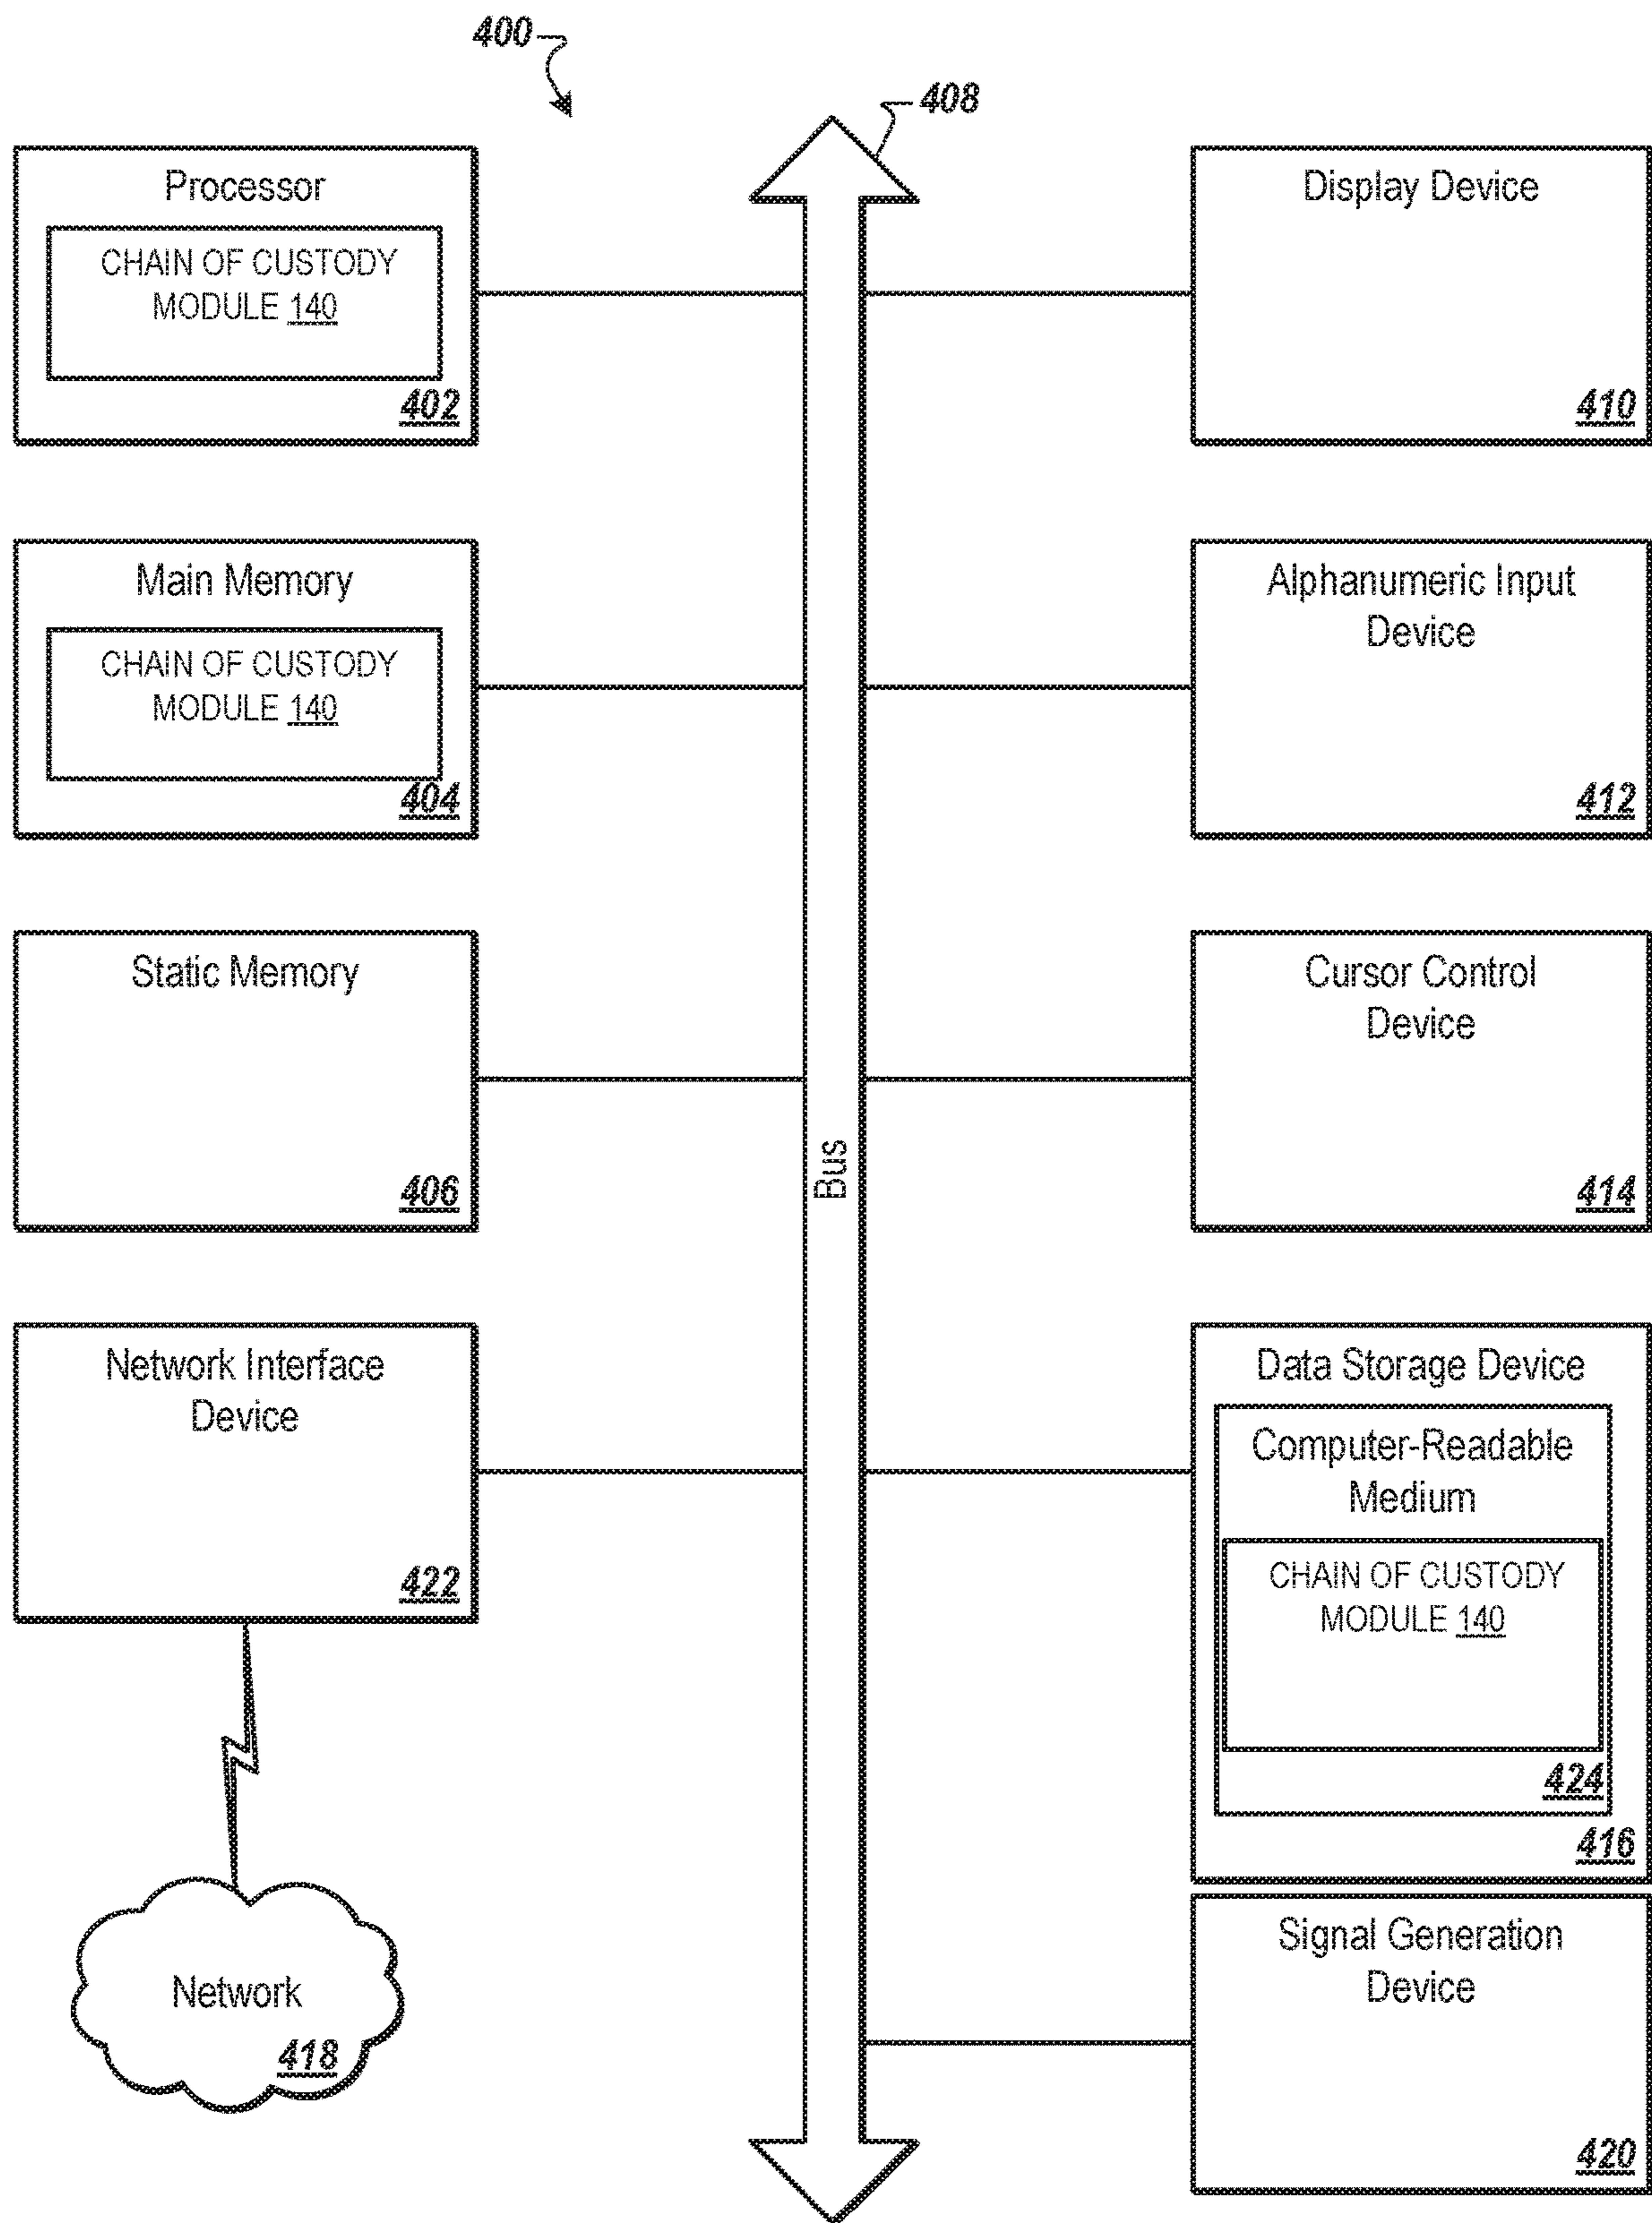 400
408
Processor
CHAIN OF CUSTODY
MODULE 140
402
Display Device
410
Main Memory
CHAIN OF CUSTODY
MODULE 140
404
Alphanumeric Input
Device
412
Static Memory
406
Cursor Control
Device
414
Bus
Network Interface
Device
422
Data Storage Device
Computer-Readable
Medium
CHAIN OF CUSTODY
MODULE 140
424
416
Network
418
Signal Generation
Device
420